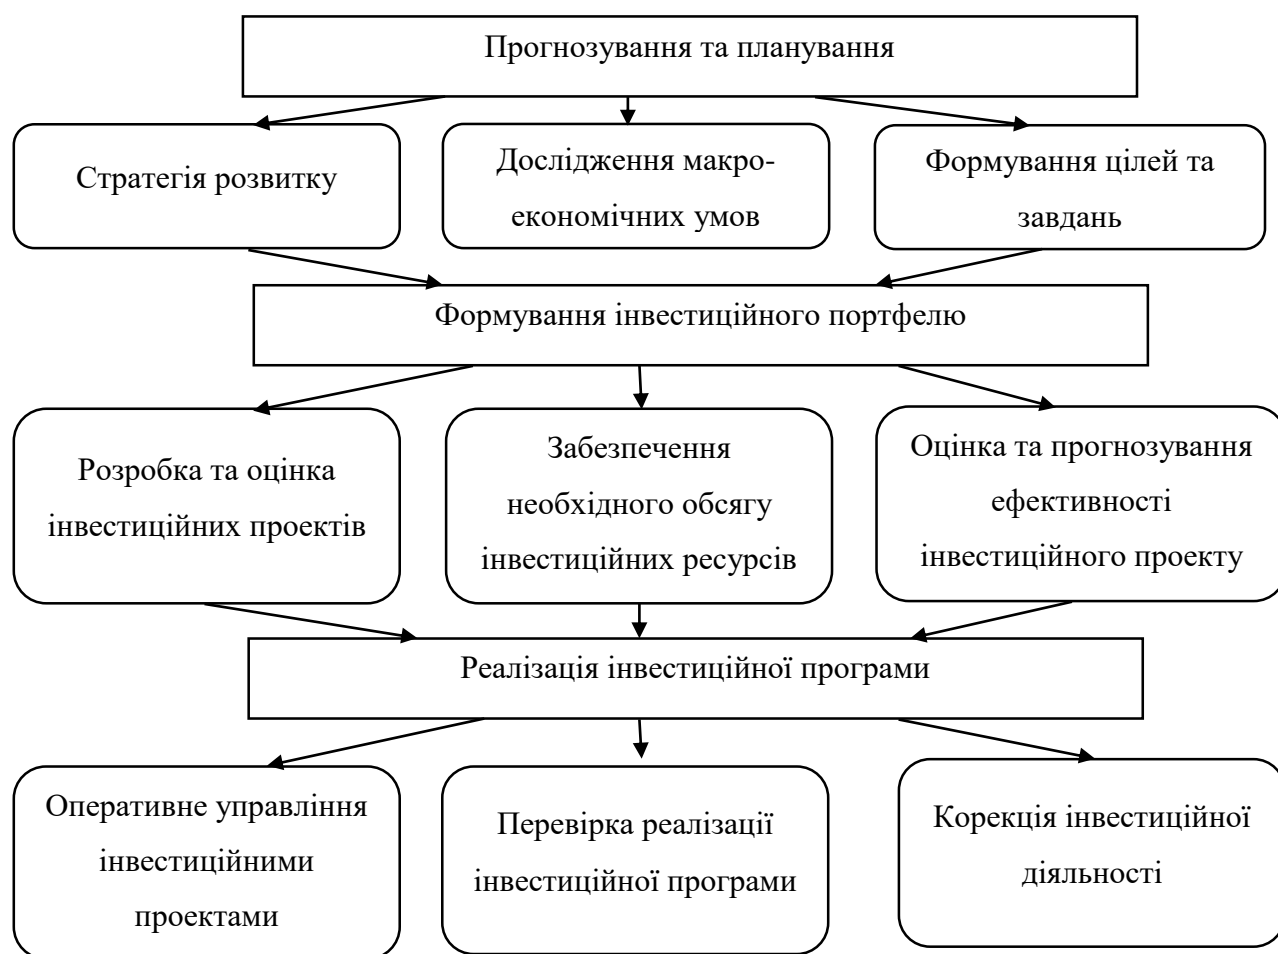 Прогнозування та планування
Стратегія розвитку
Дослідження макро-
економічних умов
Формування цілей та
завдань
Формування інвестиційного портфелю
Розробка та оцінка
інвестиційних проектів
Забезпечення
необхідного обсягу
інвестиційних ресурсів
Оцінка та прогнозування
ефективності
інвестиційного проекту
Реалізація інвестиційної програми
Оперативне управління
інвестиційними
проектами
Перевірка реалізації
інвестиційної програми
Корекція інвестиційної
діяльності